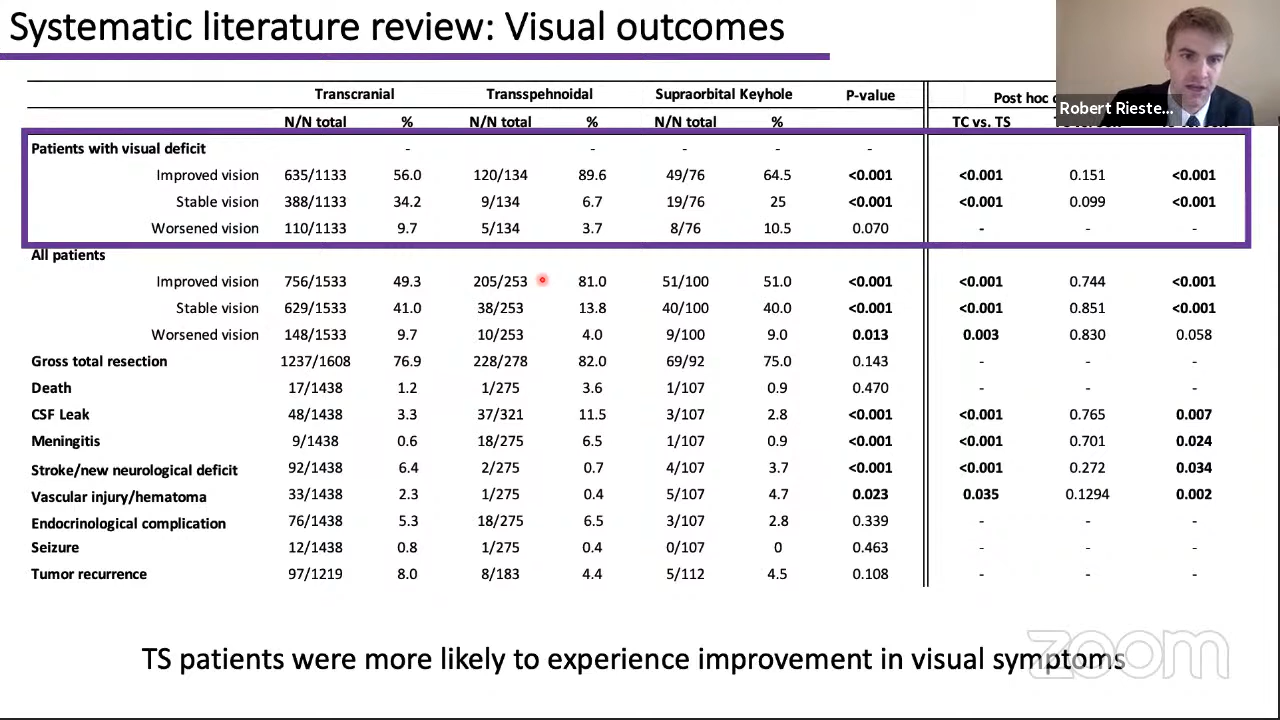 Systematic literature review: Visual outcomes
Robert Rieste...
Transcranial Transspehnoidal Supraorbital Keyhole P-value Post hoc
N/N total % N/N total % N/N total % TC vs. TS
Patients with visual deficit - - - - -
Improved vision 635/1133 56.0 120/134 89.6 49/76 64.5 <0.001 <0.001 0.151 <0.001
Stable vision 388/1133 34.2 9/134 6.7 19/76 25 <0.001 <0.001 0.099 <0.001
Worsened vision 110/1133 9.7 5/134 3.7 8/76 10.5 0.070 - - -
All patients
Improved vision 756/1533 49.3 205/253 81.0 51/100 51.0 <0.001 <0.001 0.744 <0.001
Stable vision 629/1533 41.0 38/253 13.8 40/100 40.0 <0.001 <0.001 0.851 <0.001
Worsened vision 148/1533 9.7 10/253 4.0 9/100 9.0 0.013 0.003 0.830 0.058
Gross total resection 1237/1608 76.9 228/278 82.0 69/92 75.0 0.143 - - -
Death 17/1438 1.2 1/275 3.6 1/107 0.9 0.470 - - -
CSF Leak 48/1438 3.3 37/321 11.5 3/107 2.8 <0.001 <0.001 0.765 0.007
Meningitis 9/1438 0.6 18/275 6.5 1/107 0.9 <0.001 <0.001 0.701 0.024
Stroke/new neurological deficit 92/1438 6.4 2/275 0.7 4/107 3.7 <0.001 <0.001 0.272 0.034
Vascular injury/hematoma 33/1438 2.3 1/275 0.4 5/107 4.7 0.023 0.035 0.1294 0.002
Endocrinological complication 76/1438 5.3 18/275 6.5 3/107 2.8 0.339 - - -
Seizure 12/1438 0.8 1/275 0.4 0/107 0 0.463 - - -
Tumor recurrence 97/1219 8.0 8/183 4.4 5/112 4.5 0.108 - - -
TS patients were more likely to experience improvement in visual symptoms
zoom